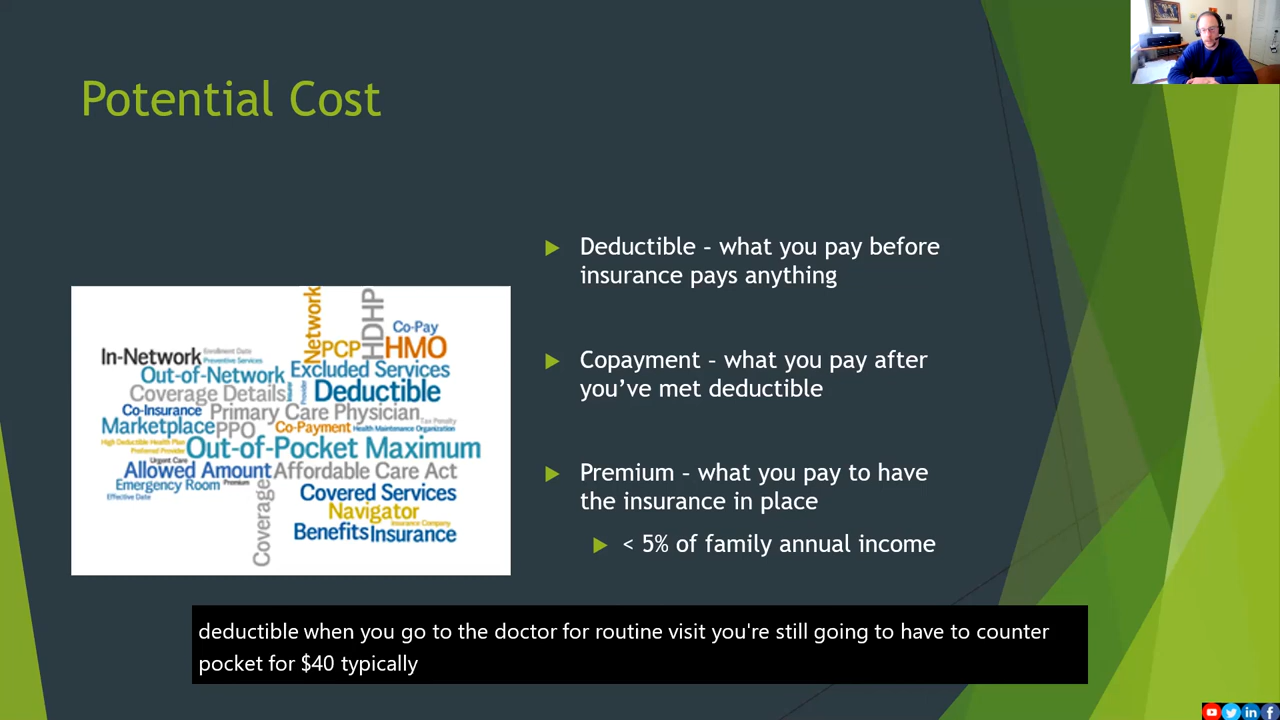 Potential Cost
Deductible – what you pay before
insurance pays anything
Copayment – what you pay after
you’ve met deductible
Premium – what you pay to have
the insurance in place
< 5% of family annual income
Network
HDHP
Co-Pay
In-Network
Enrollment Date
PCP
HMO
Preventive Services
Out-of-Network
Excluded Services
Coverage Details
Provider
Deductible
Co-Insurance
Primary Care Physician
Tax Penalty
Marketplace
PPO
Co-Payment
Health Maintenance Organization
High Deductible Health Plan
Preferred Provider
Out-of-Pocket Maximum
Urgent Care
Allowed Amount
Affordable Care Act
Emergency Room
Premium
Effective Date
Coverage
Covered Services
Navigator
Insurance Company
Benefits
Insurance
deductible when you go to the doctor for routine visit you're still going to have to counter
pocket for $40 typically